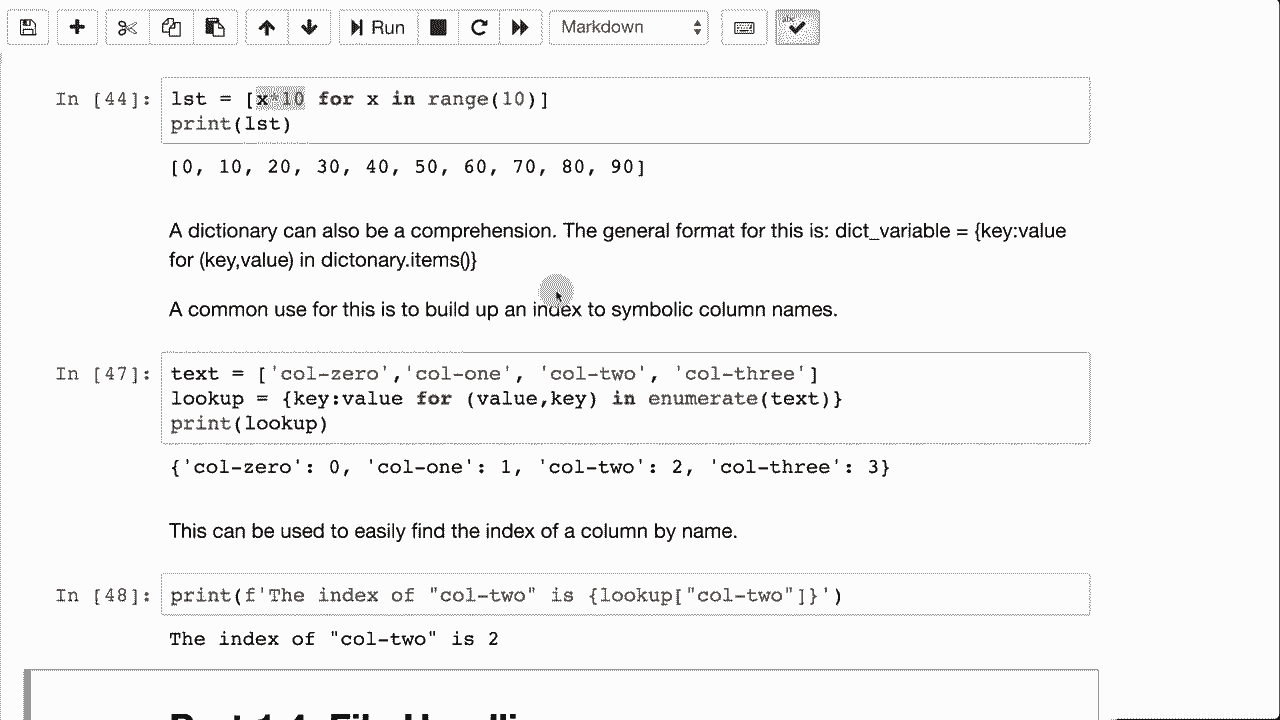 Run
Markdown
In [44]:
lst = [x*10 for x in range(10)]
print(lst)
[0, 10, 20, 30, 40, 50, 60, 70, 80, 90]
A dictionary can also be a comprehension. The general format for this is: dict_variable = {key:value
for (key,value) in dictonary.items()}
A common use for this is to build up an index to symbolic column names.
In [47]:
text = ['col-zero','col-one', 'col-two', 'col-three']
lookup = {key:value for (value,key) in enumerate(text)}
print(lookup)
{'col-zero': 0, 'col-one': 1, 'col-two': 2, 'col-three': 3}
This can be used to easily find the index of a column by name.
In [48]:
print(f'The index of "col-two" is {lookup["col-two"]}')
The index of "col-two" is 2